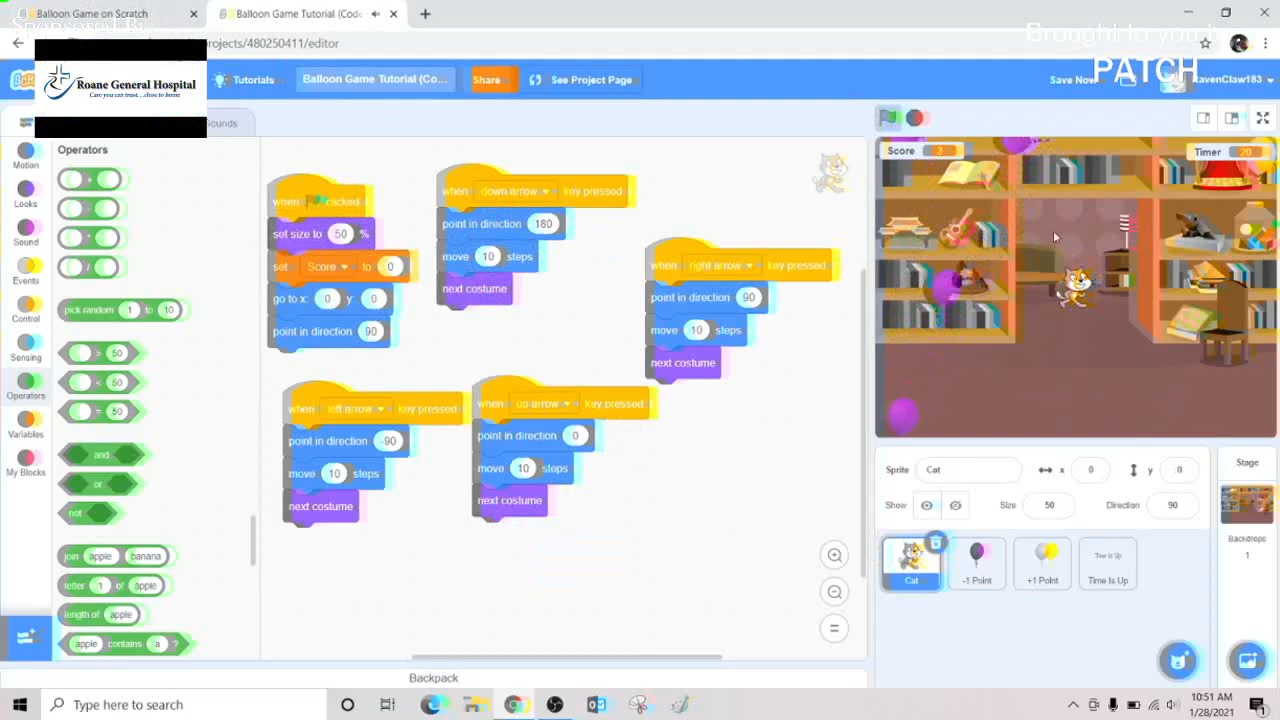 Balloon Game on Scratch
Balloon Game Tutorial (Code
Sponsored By
Brought to you b
projects/480250411/editor
PATCH
Roane General Hospital
Care you can trust...close to home
Tutorials
Balloon Game Tutorial (Co...
Share
See Project Page
Save Now
RavenClaw183
Sounds
Motion
Looks
Sound
Events
Control
Sensing
Operators
Variables
My Blocks
Operators
pick random 1 to 10
> 50
< 50
= 50
and
or
not
join apple banana
letter 1 of apple
length of apple
apple contains a ?
when clicked
set size to 50 %
set Score to 0
go to x: 0 y: 0
point in direction 90
when down arrow key pressed
point in direction 180
move 10 steps
next costume
when right arrow key pressed
point in direction 90
move 10 steps
next costume
when left arrow key pressed
point in direction -90
move 10 steps
next costume
when up arrow key pressed
point in direction 0
move 10 steps
next costume
Score
Timer 20
Sprite Cat x 0 y 0
Show Size 50 Direction 90
Cat
-1 Point
+1 Point
Time Is Up
Time Is Up
Stage
Backdrops
1
Backpack
Type here to search
10:51 AM
1/28/2021